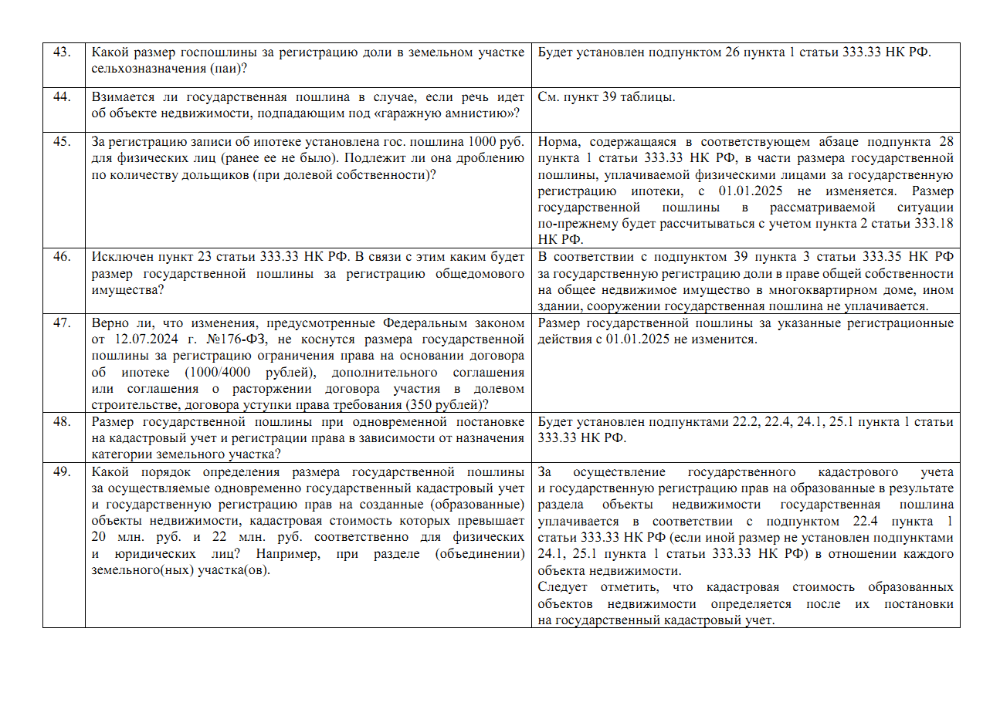 43.
Какой размер госпошлины за регистрацию доли в земельном участке
сельхозназначения (паи)?
Будет установлен подпунктом 26 пункта 1 статьи 333.33 НК РФ.
44.
Взимается ли государственная пошлина в случае, если речь идет
об объекте недвижимости, подпадающим под «гаражную амнистию»?
См. пункт 39 таблицы.
45.
За регистрацию записи об ипотеке установлена гос. пошлина 1000 руб.
для физических лиц (ранее ее не было). Подлежит ли она дроблению
по количеству дольщиков (при долевой собственности)?
Норма, содержащаяся в соответствующем абзаце подпункта 28
пункта 1 статьи 333.33 НК РФ, в части размера государственной
пошлины, уплачиваемой физическими лицами за государственную
регистрацию ипотеки, с 01.01.2025 не изменяется. Размер
государственной пошлины в рассматриваемой ситуации
по-прежнему будет рассчитываться с учетом пункта 2 статьи 333.18
НК РФ.
46.
Исключен пункт 23 статьи 333.33 НК РФ. В связи с этим каким будет
размер государственной пошлины за регистрацию общедомового
имущества?
В соответствии с подпунктом 39 пункта 3 статьи 333.35 НК РФ
за государственную регистрацию доли в праве общей собственности
на общее недвижимое имущество в многоквартирном доме, ином
здании, сооружении государственная пошлина не уплачивается.
47.
Верно ли, что изменения, предусмотренные Федеральным законом
от 12.07.2024 г. №176-ФЗ, не коснутся размера государственной
пошлины за регистрацию ограничения права на основании договора
об ипотеке (1000/4000 рублей), дополнительного соглашения
или соглашения о расторжении договора участия в долевом
строительстве, договора уступки права требования (350 рублей)?
Размер государственной пошлины за указанные регистрационные
действия с 01.01.2025 не изменится.
48.
Размер государственной пошлины при одновременной постановке
на кадастровый учет и регистрации права в зависимости от назначения
категории земельного участка?
Будет установлен подпунктами 22.2, 22.4, 24.1, 25.1 пункта 1 статьи
333.33 НК РФ.
49.
Какой порядок определения размера государственной пошлины
за осуществляемые одновременно государственный кадастровый учет
и государственную регистрацию прав на созданные (образованные)
объекты недвижимости, кадастровая стоимость которых превышает
20 млн. руб. и 22 млн. руб. соответственно для физических
и юридических лиц? Например, при разделе (объединении)
земельного(ных) участка(ов).
За осуществление государственного кадастрового учета
и государственную регистрацию прав на образованные в результате
раздела объекты недвижимости государственная пошлина
уплачивается в соответствии с подпунктом 22.4 пункта 1
статьи 333.33 НК РФ (если иной размер не установлен подпунктами
24.1, 25.1 пункта 1 статьи 333.33 НК РФ) в отношении каждого
объекта недвижимости.
Следует отметить, что кадастровая стоимость образованных
объектов недвижимости определяется после их постановки
на государственный кадастровый учет.